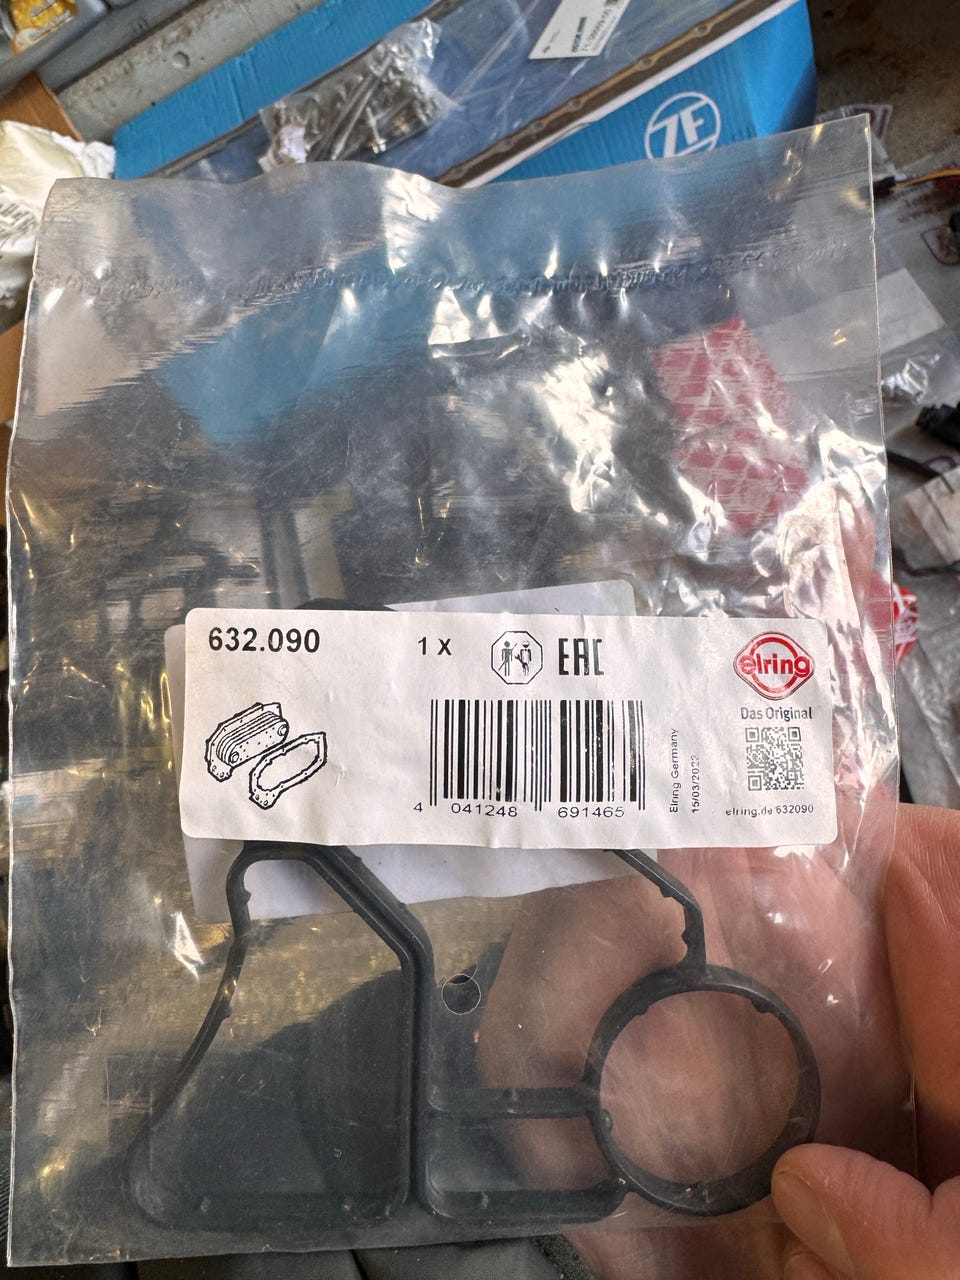 ZF
632.090
1 X
EAC
elring
Das Original
4 041248 691465
Elring Germany
15/03/2022
elring.de/632090